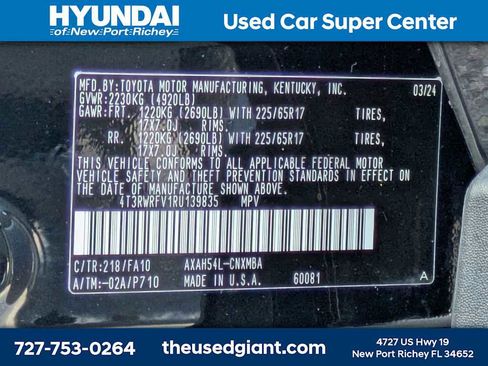 HYUNDAI
of New Port Richey
Used Car Super Center
MFD.BY:TOYOTA MOTOR MANUFACTURING, KENTUCKY, INC. 03/24
GVWR:2230KG (4920LB)
GAWR:FRT. 1220KG (2690LB) WITH 225/65R17 TIRES,
17X7.0J RIMS.
RR. 1220KG (2690LB) WITH 225/65R17 TIRES,
17X7.0J RIMS.
THIS VEHICLE CONFORMS TO ALL APPLICABLE FEDERAL MOTOR
VEHICLE SAFETY AND THEFT PREVENTION STANDARDS IN EFFECT ON
THE DATE OF MANUFACTURE SHOWN ABOVE.
4T3RWRFV1RU139835 MPV
C/TR:218/FA10 AXAH54L-CNXMBA
A/TM:-02A/P710 MADE IN U.S.A. 60081 A
727-753-0264
theusedgiant.com
4727 US Hwy 19
New Port Richey FL 34652